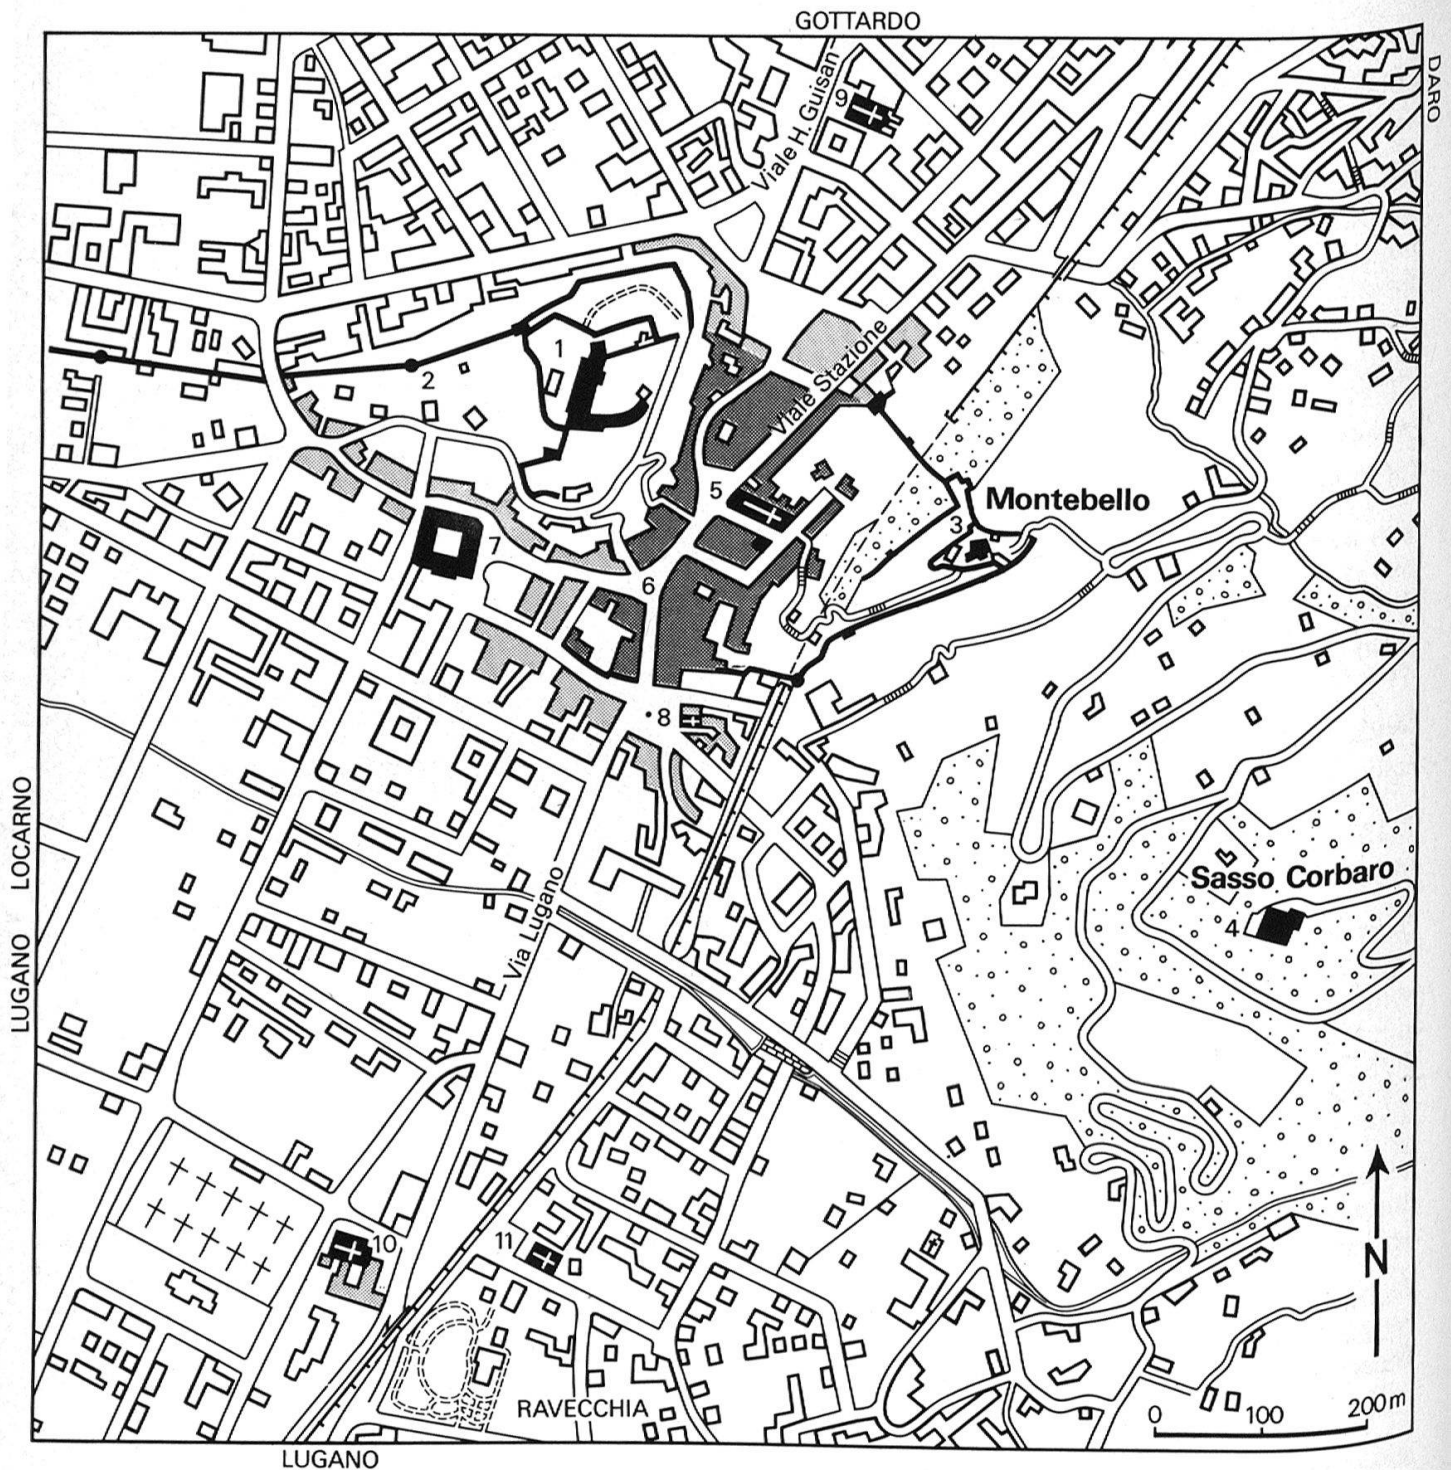 GOTTARDO
DARO
Viale H. Guisan
9
1
2
Viale Stazione
5
3
Montebello
7
6
8
LUGANO LOCARNO
Via Lugano
Sasso Corbaro
4
10
11
N
RAVECCHIA
0 100 200 m
LUGANO